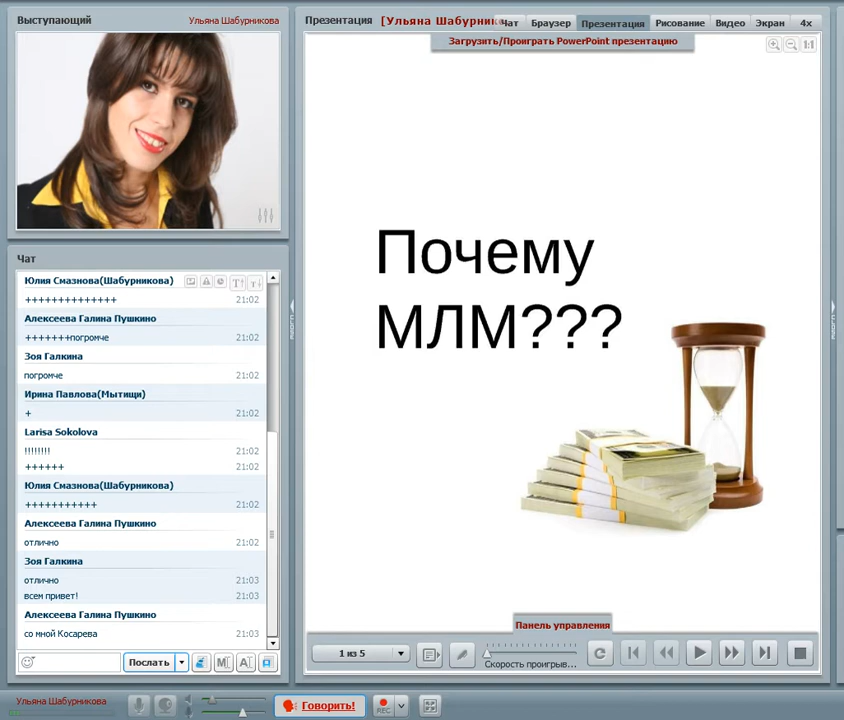 Выступающий
Ульяна Шабурникова
Чат
Юлия Смазнова(Шабурникова)
++++++++++++++ 21:02
Алексеева Галина Пушкино
+++++++погромче 21:02
Зоя Галкина
погромче 21:02
Ирина Павлова(Мытищи)
+ 21:02
Larisa Sokolova
!!!!!!!! 21:02
++++++ 21:02
Юлия Смазнова(Шабурникова)
+++++++++++ 21:02
Алексеева Галина Пушкино
отлично 21:02
Зоя Галкина
отлично 21:03
всем привет! 21:03
Алексеева Галина Пушкино
со мной Косарева 21:03
Послать
Презентация [Ульяна Шабурник
Чат Браузер Презентация Рисование Видео Экран 4x
Загрузить/Проиграть PowerPoint презентацию
1:1
Почему
МЛМ???
Панель управления
1 из 5
Скорость проигрыв...
Ульяна Шабурникова
Говорить!
REC